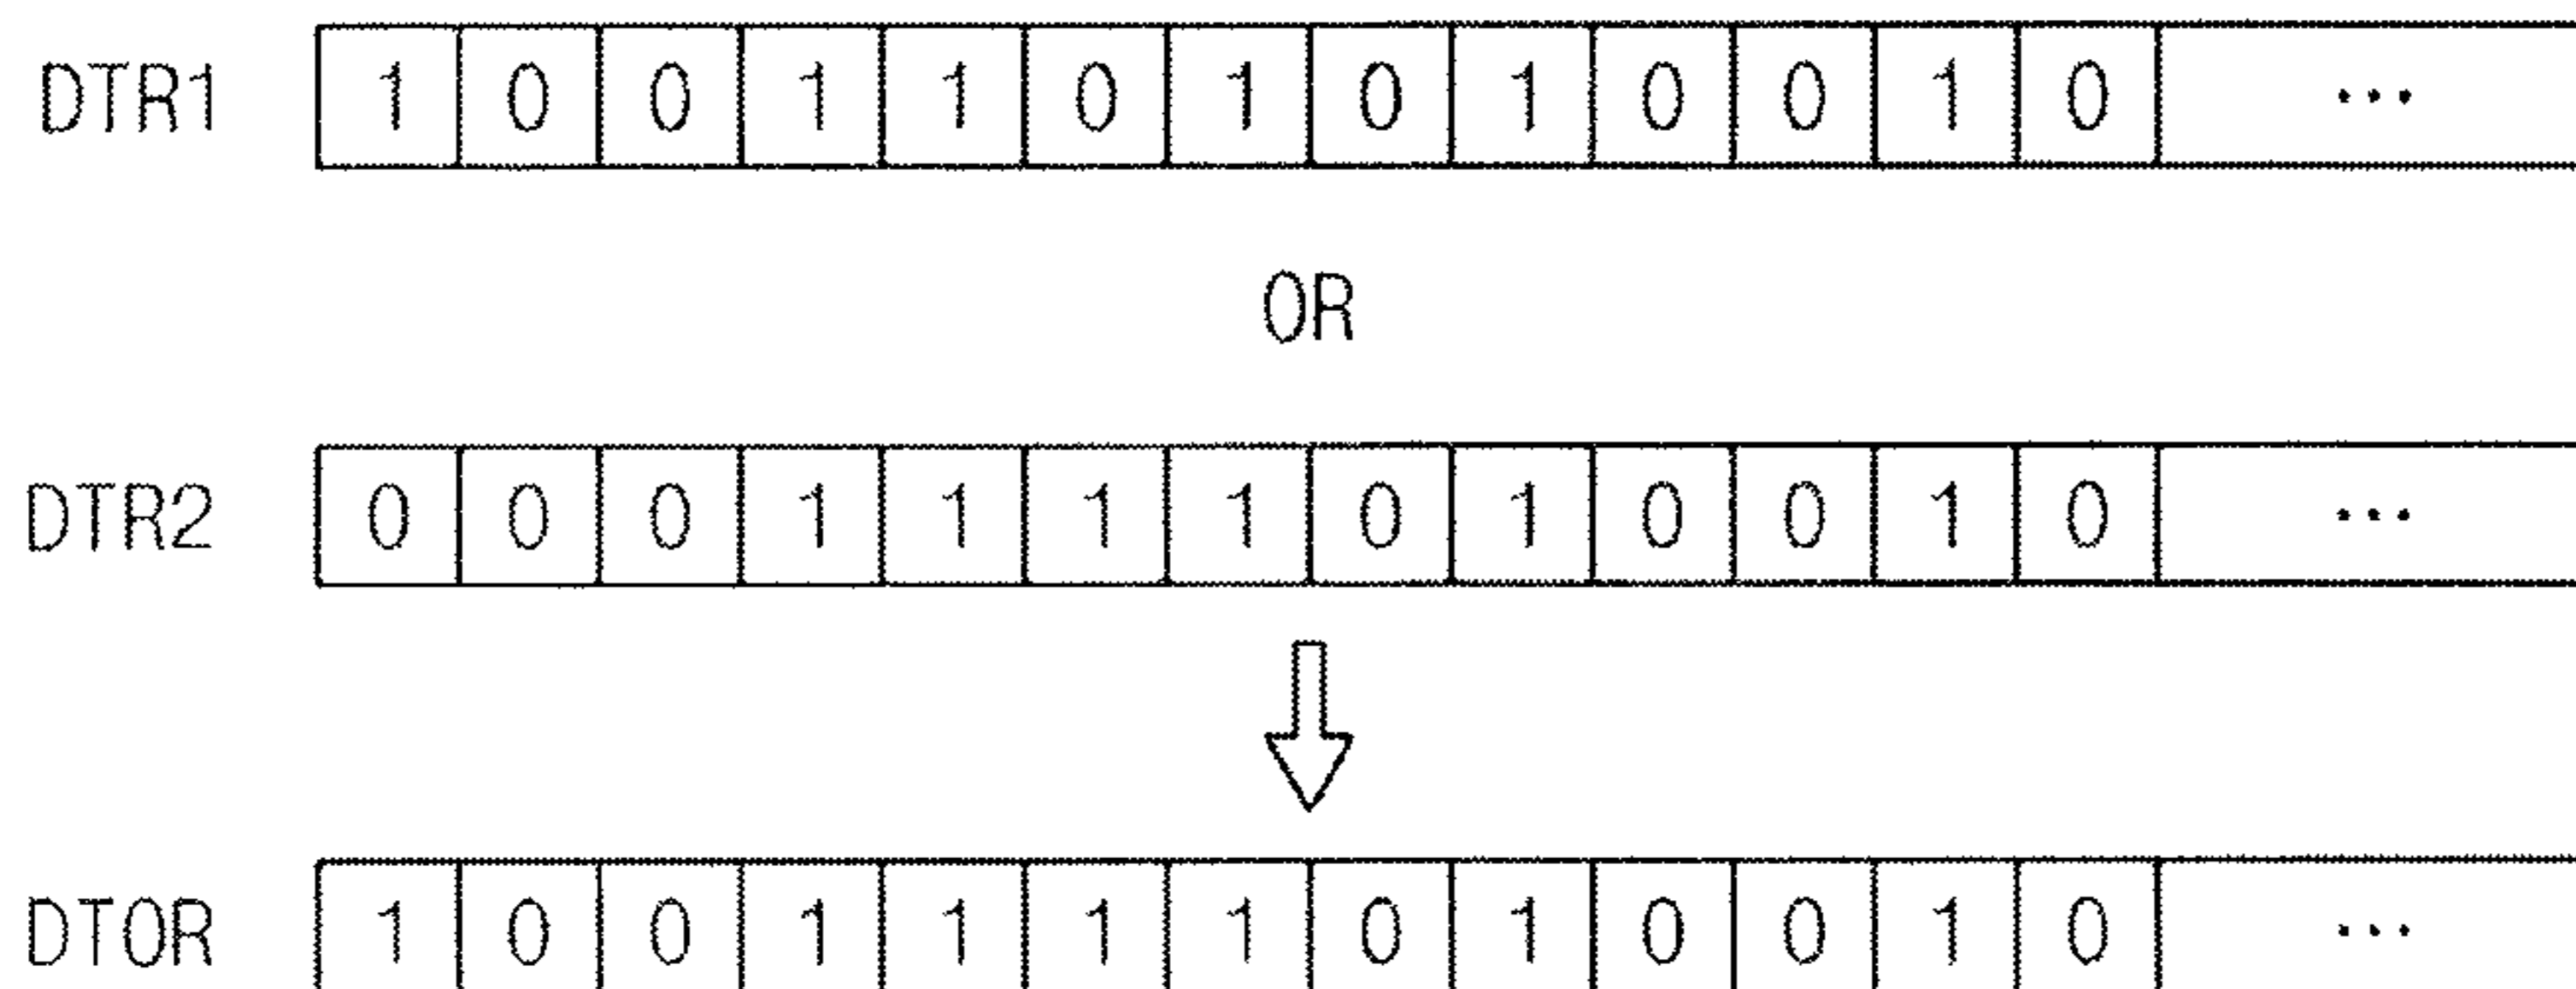 DTR1 1 0 0 1 1 0 1 0 1 0 0 1 0 ...
OR
DTR2 0 0 0 1 1 1 1 0 1 0 0 1 0 ...
DTOR 1 0 0 1 1 1 1 0 1 0 0 1 0 ...